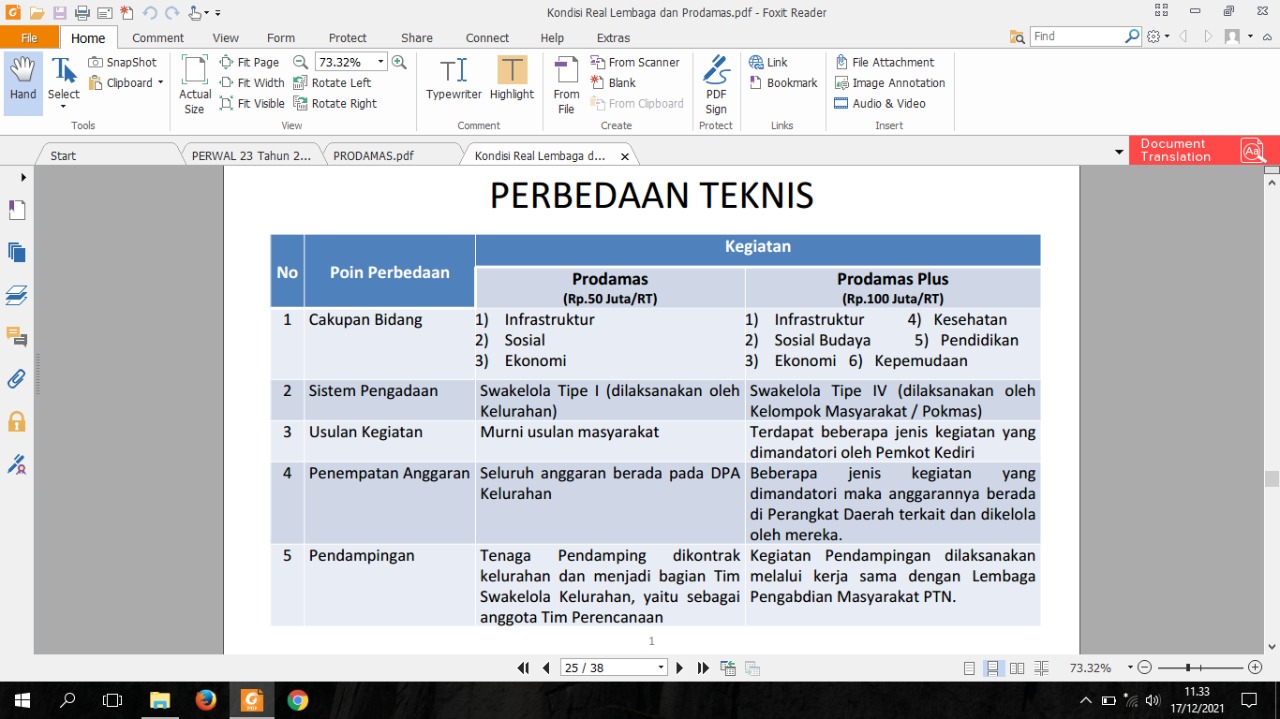 Kondisi Real Lembaga dan Prodamas.pdf - Foxit Reader
File Home Comment View Form Protect Share Connect Help Extras Find
Hand
Select
SnapShot
Clipboard
Tools
Actual Size
Fit Page
Fit Width
Fit Visible
73.32%
Rotate Left
Rotate Right
View
Typewriter
Highlight
Comment
From File
From Scanner
Blank
From Clipboard
Create
PDF Sign
Protect
Link
Bookmark
Links
File Attachment
Image Annotation
Audio & Video
Insert
Start PERWAL 23 Tahun 2... PRODAMAS.pdf Kondisi Real Lembaga d...
Document
Translation
PERBEDAAN TEKNIS
No Poin Perbedaan Kegiatan
Prodamas
(Rp.50 Juta/RT)
Prodamas Plus
(Rp.100 Juta/RT)
1 Cakupan Bidang
1) Infrastruktur
2) Sosial
3) Ekonomi
1) Infrastruktur 4) Kesehatan
2) Sosial Budaya 5) Pendidikan
3) Ekonomi 6) Kepemudaan
2 Sistem Pengadaan
Swakelola Tipe I (dilaksanakan oleh
Kelurahan)
Swakelola Tipe IV (dilaksanakan oleh
Kelompok Masyarakat / Pokmas)
3 Usulan Kegiatan
Murni usulan masyarakat
Terdapat beberapa jenis kegiatan yang
dimandatori oleh Pemkot Kediri
4 Penempatan Anggaran
Seluruh anggaran berada pada DPA
Kelurahan
Beberapa jenis kegiatan yang
dimandatori maka anggarannya berada
di Perangkat Daerah terkait dan dikelola
oleh mereka.
5 Pendampingan
Tenaga Pendamping dikontrak
kelurahan dan menjadi bagian Tim
Swakelola Kelurahan, yaitu sebagai
anggota Tim Perencanaan
Kegiatan Pendampingan dilaksanakan
melalui kerja sama dengan Lembaga
Pengabdian Masyarakat PTN.
1
25 / 38
73.32%
11.33
17/12/2021